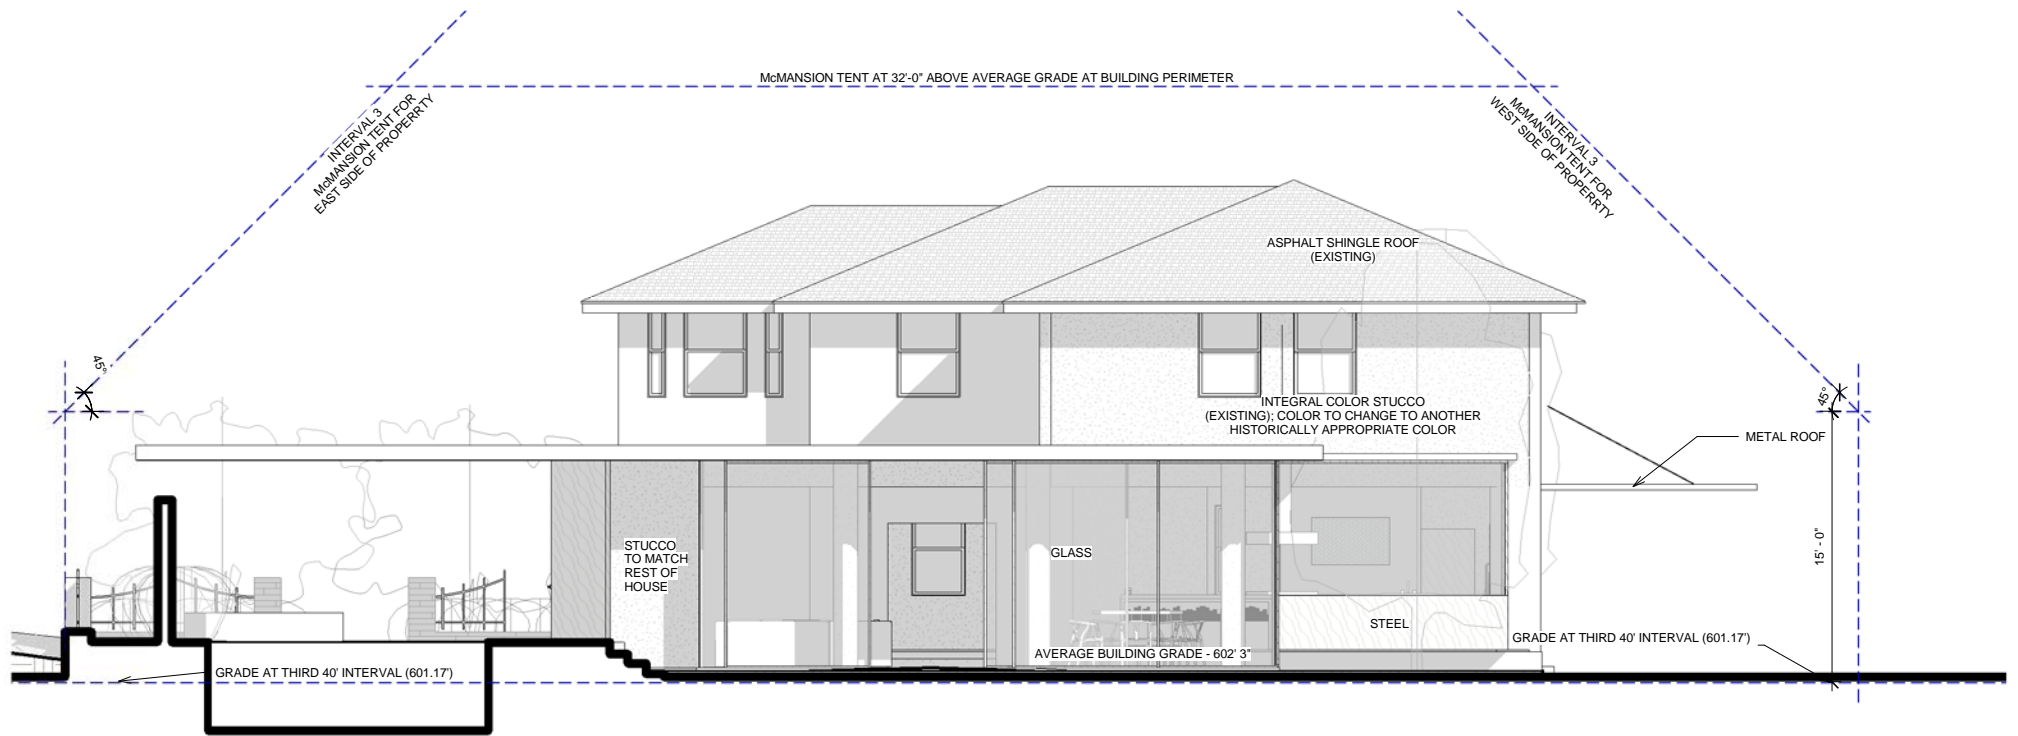 McMANSION TENT AT 32'-0" ABOVE AVERAGE GRADE AT BUILDING PERIMETER
INTERVAL 3
McMANSION TENT FOR
EAST SIDE OF PROPERRTY
INTERVAL 3
McMANSION TENT FOR
WEST SIDE OF PROPERRTY
ASPHALT SHINGLE ROOF
(EXISTING)
45°
45°
INTEGRAL COLOR STUCCO
(EXISTING); COLOR TO CHANGE TO ANOTHER
HISTORICALLY APPROPRIATE COLOR
METAL ROOF
STUCCO
TO MATCH
REST OF
HOUSE
GLASS
15' - 0"
STEEL
GRADE AT THIRD 40' INTERVAL (601.17')
AVERAGE BUILDING GRADE - 602' 3"
GRADE AT THIRD 40' INTERVAL (601.17')